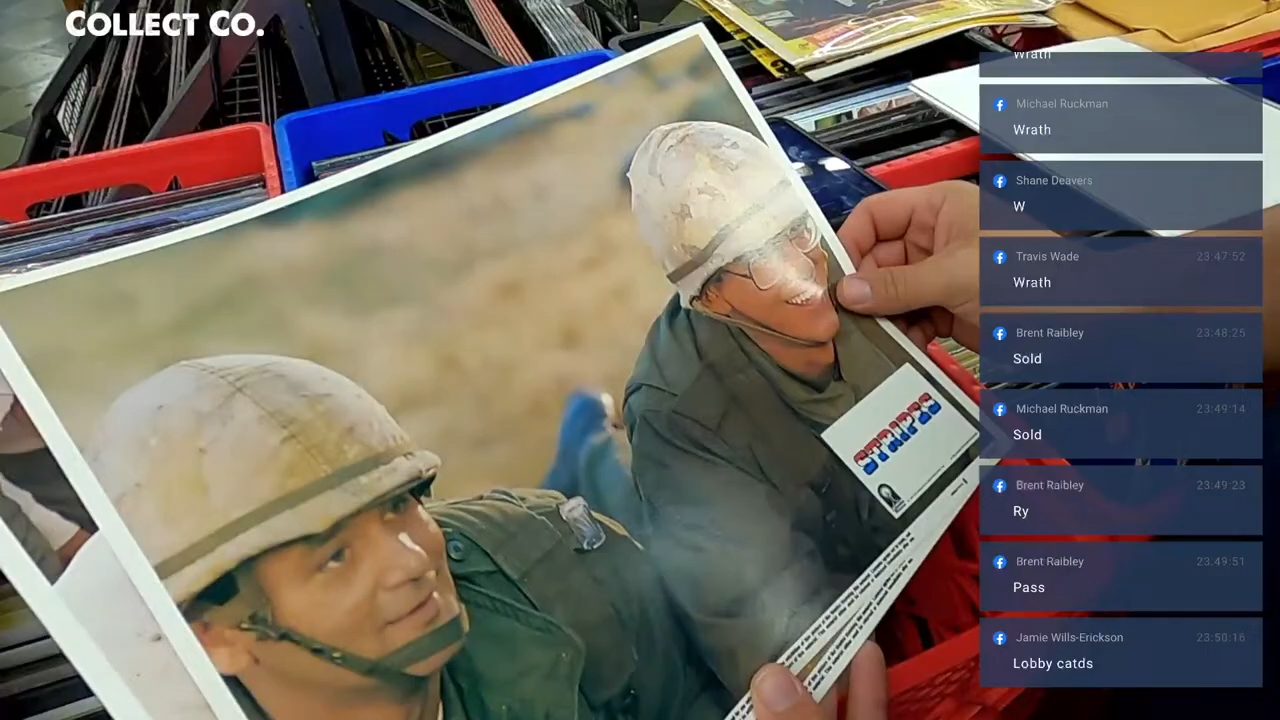 COLLECT CO.
Wrath
Michael Ruckman
Wrath
Shane Deavers
W
Travis Wade 23:47:52
Wrath
Brent Raibley 23:48:25
Sold
Michael Ruckman 23:49:14
Sold
Brent Raibley 23:49:23
Ry
Brent Raibley 23:49:51
Pass
Jamie Wills-Erickson 23:50:16
Lobby catds
STRIPES